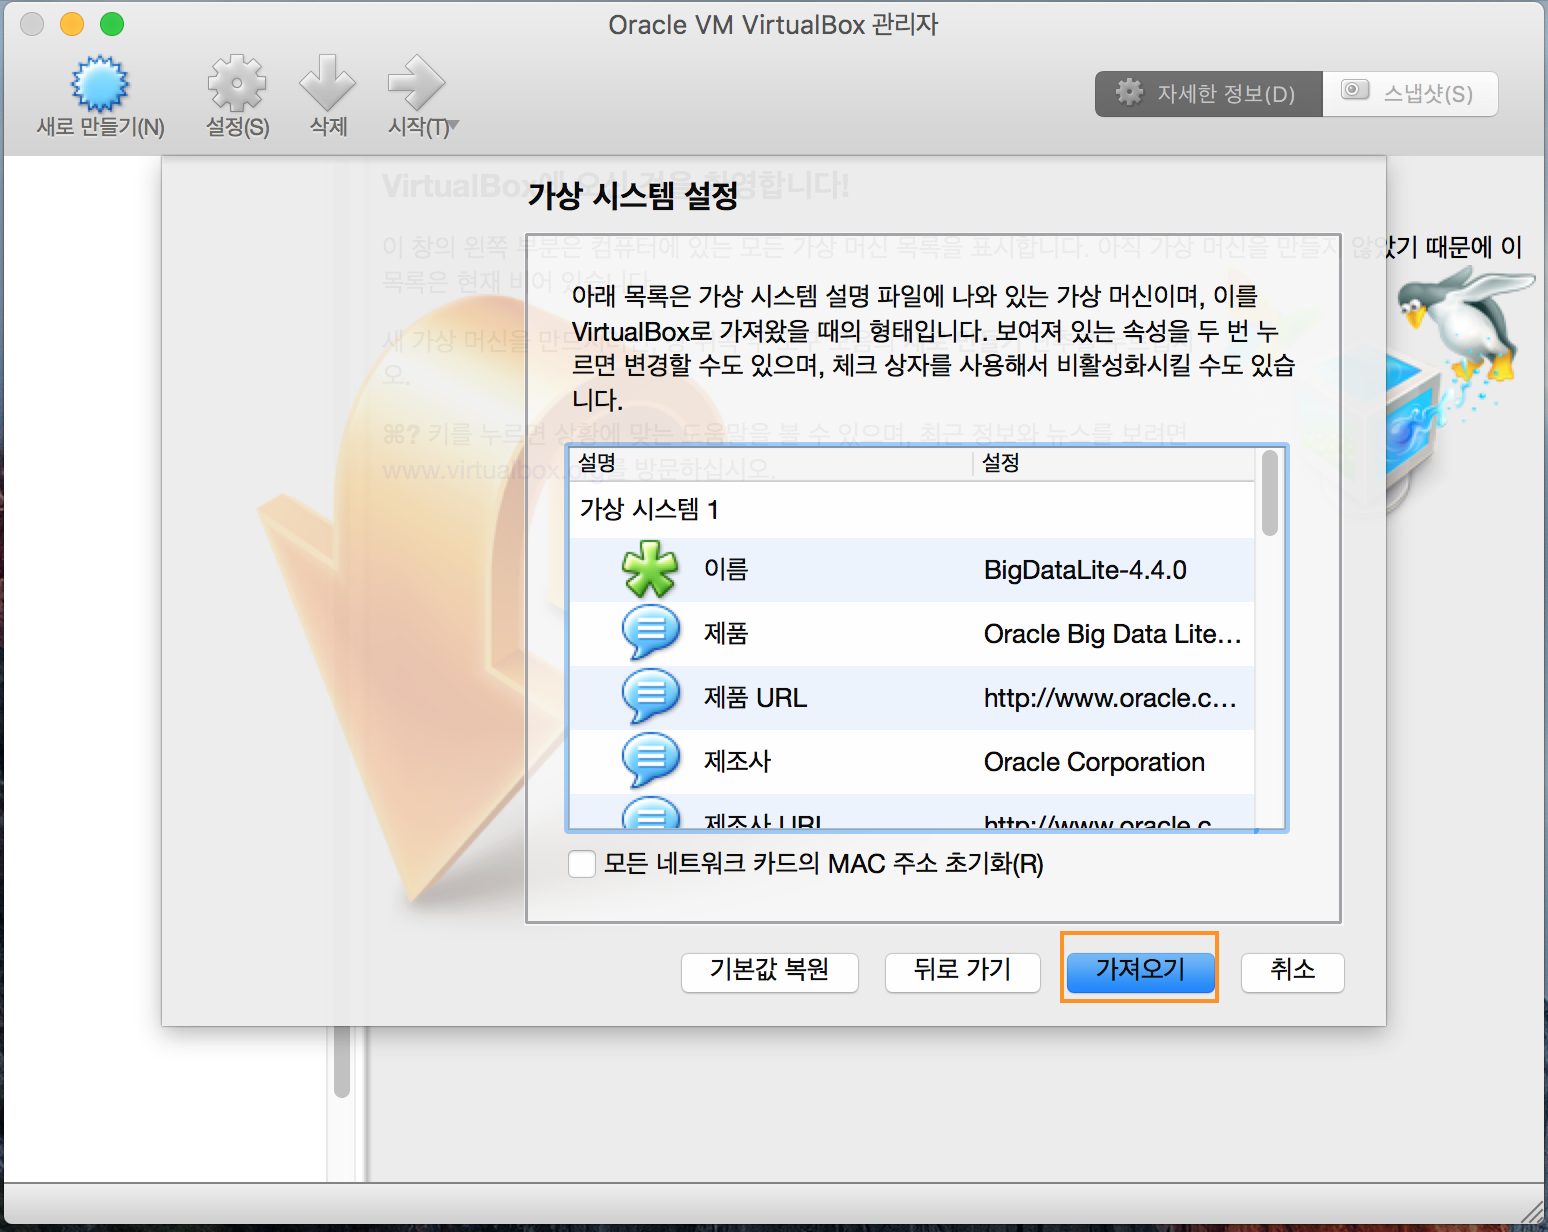 Oracle VM VirtualBox 관리자
새로 만들기(N)
설정(S)
삭제
시작(T)
자세한 정보(D)
스냅샷(S)
가상 시스템 설정
VirtualBox에 오신 것을 환영합니다!
이 창의 왼쪽 부분은 컴퓨터에 있는 모든 가상 머신 목록을 표시합니다. 아직 가상 머신을 만들지 않았기 때문에 이
목록은 현재 비어 있습니다.
아래 목록은 가상 시스템 설명 파일에 나와 있는 가상 머신이며, 이를
VirtualBox로 가져왔을 때의 형태입니다. 보여져 있는 속성을 두 번 누
르면 변경할 수도 있으며, 체크 상자를 사용해서 비활성화시킬 수도 있습
니다.
새 가상 머신을 만드
오.
⌘? 키를 누르면 상황에 맞는 도움말을 볼 수 있으며, 최근 정보와 뉴스를 보려면
www.virtualbox.org를 방문하십시오.
설명 설정
가상 시스템 1
이름 BigDataLite-4.4.0
제품 Oracle Big Data Lite...
제품 URL http://www.oracle.c...
제조사 Oracle Corporation
제조사 URL http://www.oracle.c
모든 네트워크 카드의 MAC 주소 초기화(R)
기본값 복원
뒤로 가기
가져오기
취소